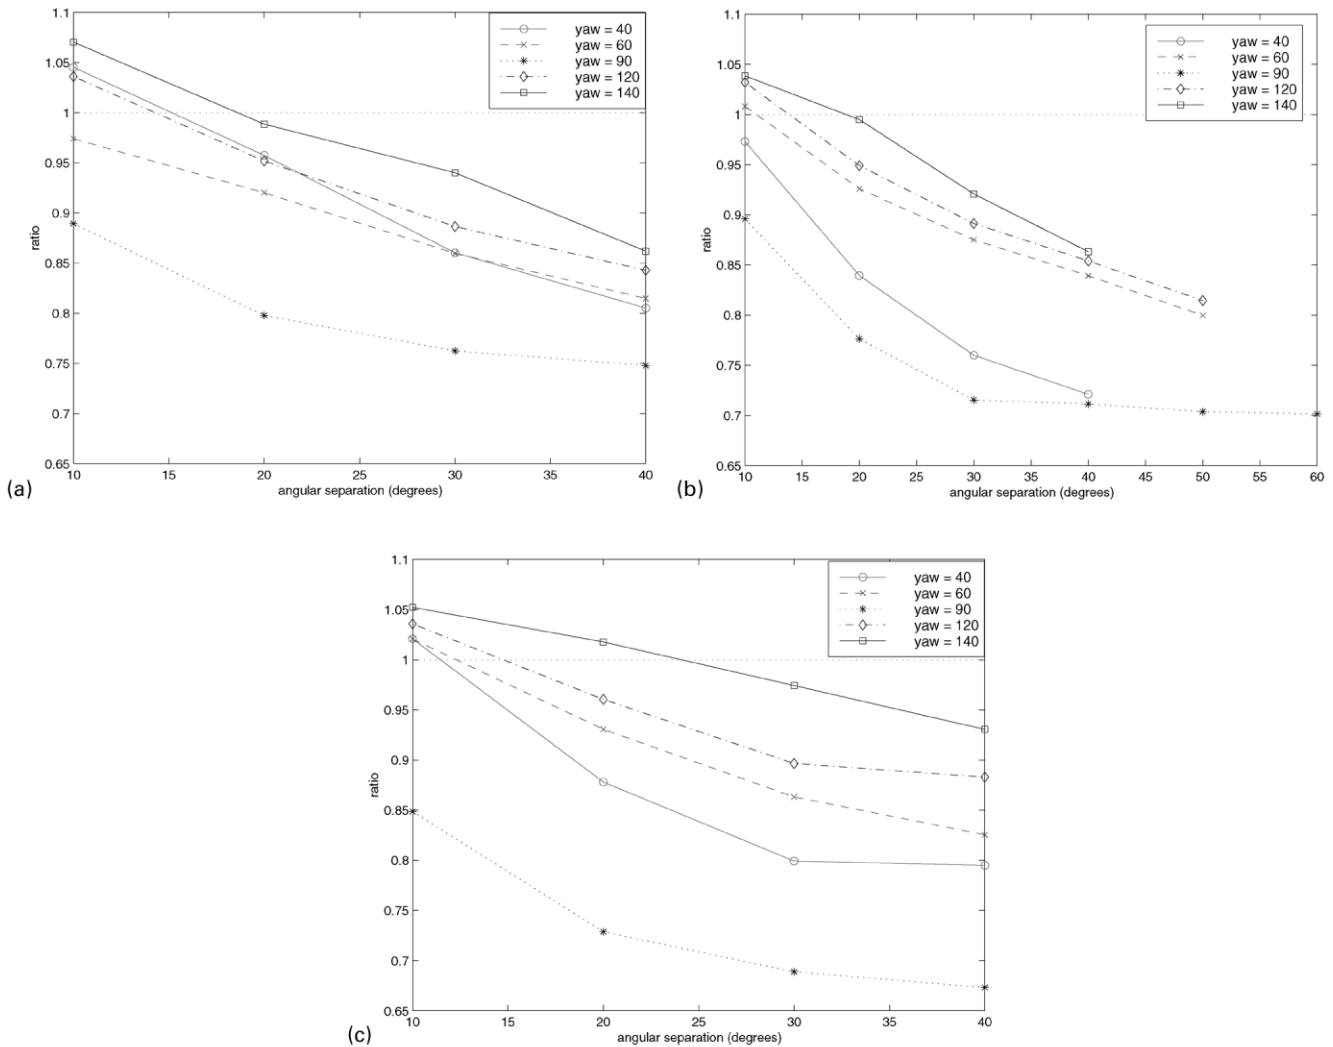 1.1
1.05
1
0.95
0.9
0.85
0.8
0.75
0.7
0.65
ratio
10 15 20 25 30 35 40
angular separation (degrees)
yaw = 40
yaw = 60
yaw = 90
yaw = 120
yaw = 140
(a)
1.1
1.05
1
0.95
0.9
0.85
0.8
0.75
0.7
0.65
ratio
10 15 20 25 30 35 40 45 50 55 60
angular separation (degrees)
yaw = 40
yaw = 60
yaw = 90
yaw = 120
yaw = 140
(b)
1.1
1.05
1
0.95
0.9
0.85
0.8
0.75
0.7
0.65
ratio
10 15 20 25 30 35 40
angular separation (degrees)
yaw = 40
yaw = 60
yaw = 90
yaw = 120
yaw = 140
(c)